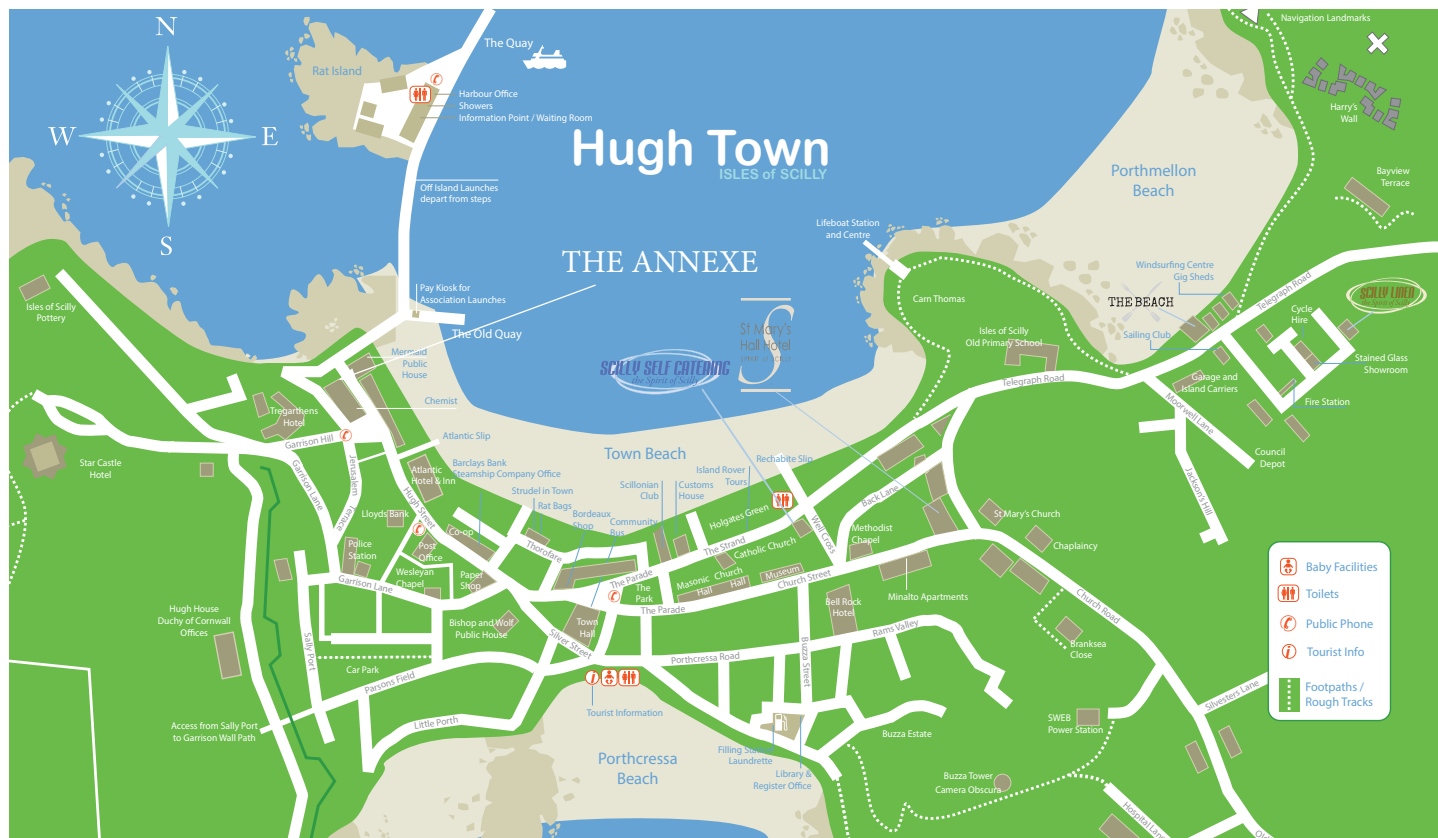 N
W
E
S
Rat Island
The Quay
Harbour Office
Showers
Information Point / Waiting Room
Hugh Town
ISLES of SCILLY
Off Island Launches
depart from steps
THE ANNEXE
Pay Kiosk for
Association Launches
The Old Quay
Mermaid
Public
House
Chemist
Isles of Scilly
Pottery
Tregarthens
Hotel
Garrison Hill
Star Castle
Hotel
Atlantic Slip
Atlantic
Hotel & Inn
Barclays Bank
Steamship Company Office
Strudel in Town
Rat Bags
Bordeaux
Shop
Community
Bus
Garrison Lane
Jerusalem
Terrace
Hugh Street
Lloyds Bank
Police
Station
Post
Office
Co-op
Wesleyan
Chapel
Paper
Shop
Garrison Lane
Thorofare
Bishop and Wolf
Public House
Silver Street
Town
Hall
The Parade
The
Park
The Parade
Hugh House
Duchy of Cornwall
Offices
Sally Port
Car Park
Parsons Field
Little Porth
Access from Sally Port
to Garrison Wall Path
Tourist Information
Porthcressa
Beach
Town Beach
SCILLY SELF CATERING
the Spirit of Scilly
St Mary's
Hall Hotel
Rechabite Slip
Island Rover
Tours
Scillonian
Club
Customs
House
Holgates Green
The Strand
Catholic Church
Masonic
Hall
Church
Hall
Museum
Church Street
Well Cross
Back Lane
Methodist
Chapel
Minalto Apartments
Bell Rock
Hotel
Rams Valley
Porthcressa Road
Buzza Street
Filling Station
Laundrette
Library &
Register Office
Buzza Estate
Buzza Tower
Camera Obscura
SWEB
Power Station
Branksea
Close
Church Road
Chaplaincy
St.Mary's Church
Silvesters Lane
Hospital Lane
Lifeboat Station
and Centre
Carn Thomas
Isles of Scilly
Old Primary School
Telegraph Road
Porthmellon
Beach
Windsurfing Centre
Gig Sheds
THE BEACH
Sailing Club
Telegraph Road
Garage and
Island Carriers
Moorwell Lane
Jackson's Hill
Council
Depot
Fire Station
Cycle
Hire
Stained Glass
Showroom
SCILLY LINEN
the Spirit of Scilly
Bayview
Terrace
Harry's
Wall
Navigation Landmarks
Baby Facilities
Toilets
Public Phone
Tourist Info
Footpaths /
Rough Tracks